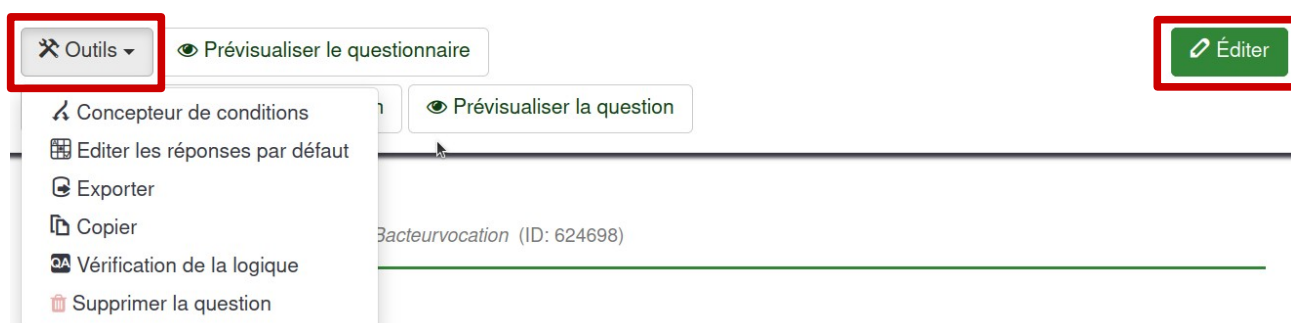 Outils
Prévisualiser le questionnaire
Éditer
Concepteur de conditions
Prévisualiser la question
Editer les réponses par défaut
Exporter
Copier
Bacteurvocation (ID: 624698)
QA Vérification de la logique
Supprimer la question